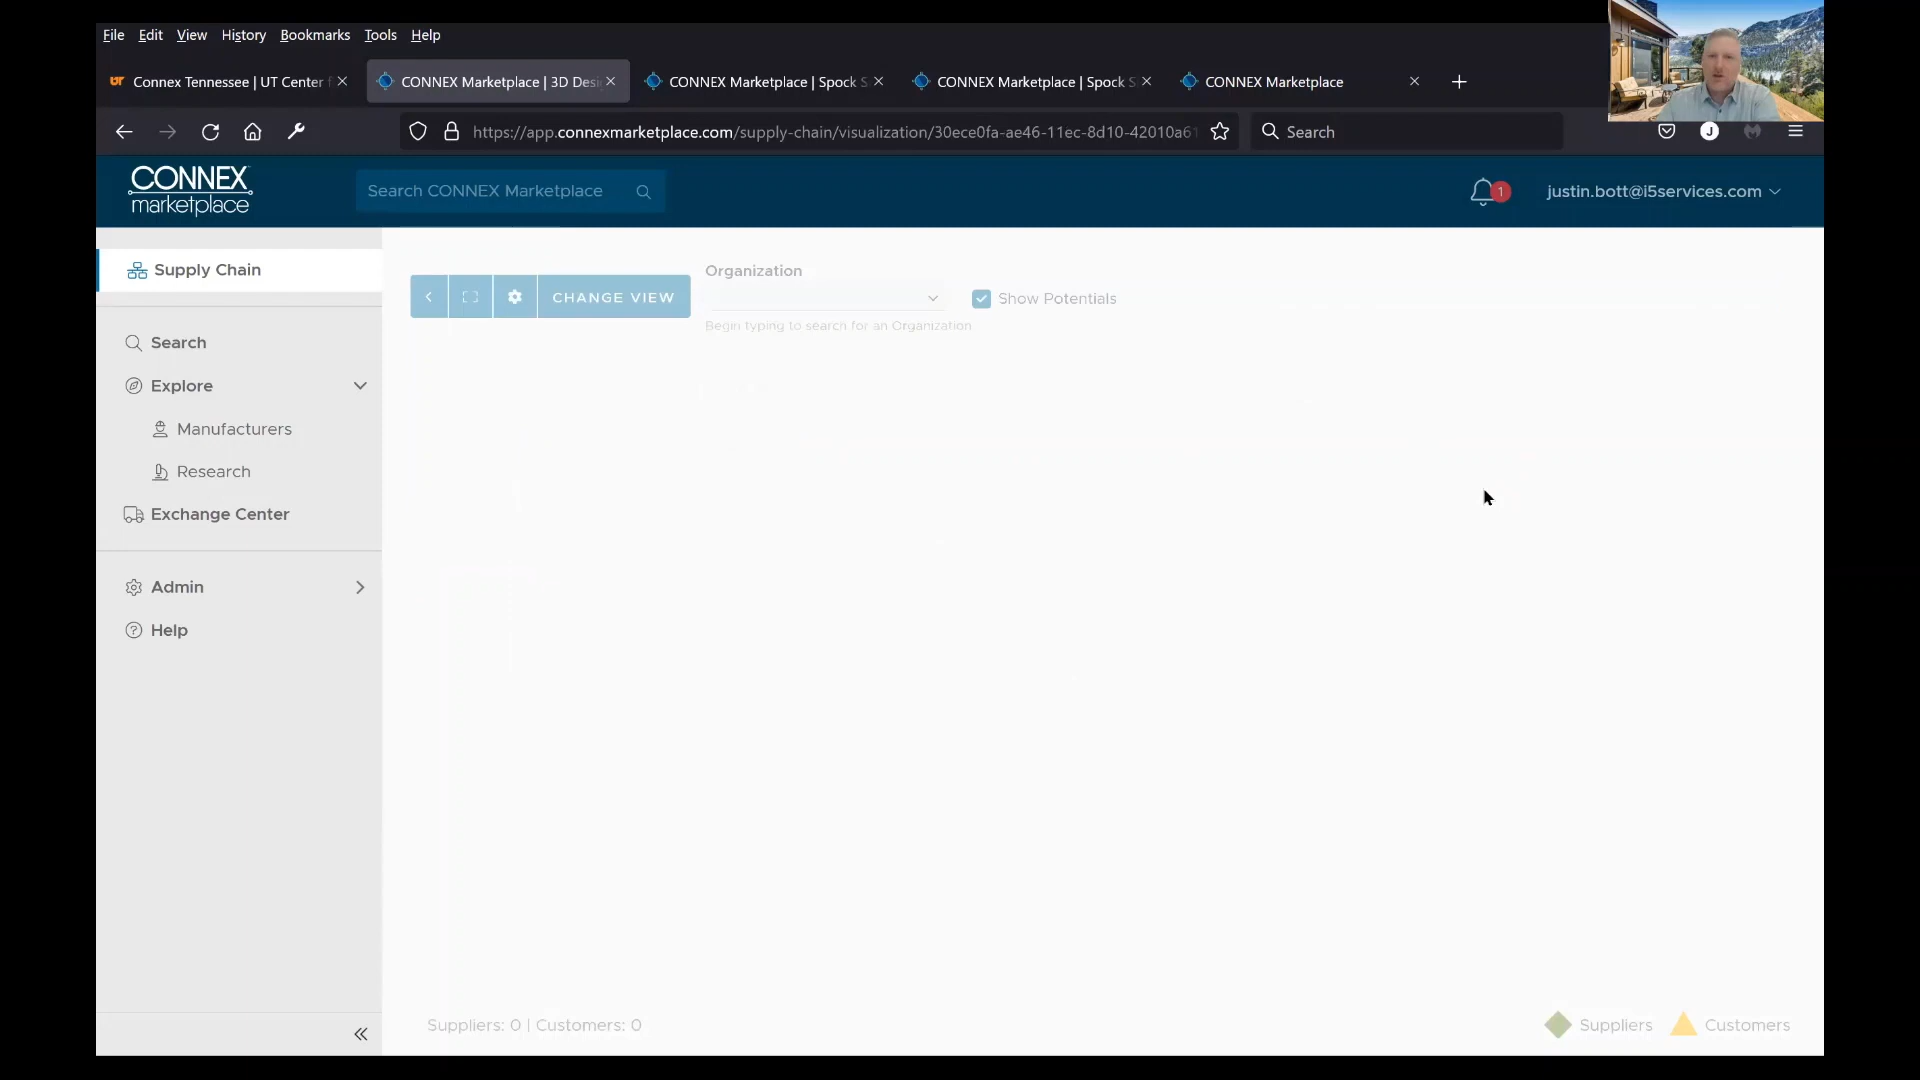 File Edit View History Bookmarks Tools Help
Connex Tennessee | UT Center f
CONNEX Marketplace | 3D Desi
CONNEX Marketplace | Spock S
CONNEX Marketplace | Spock S
CONNEX Marketplace
https://app.connexmarketplace.com/supply-chain/visualization/30ece0fa-ae46-11ec-8d10-42010a61
Search
J
CONNEX
marketplace
Search CONNEX Marketplace
1
justin.bott@i5services.com
Supply Chain
Search
Explore
Manufacturers
Research
Exchange Center
Admin
Help
CHANGE VIEW
Organization
Begin typing to search for an Organization
Show Potentials
Suppliers: 0 | Customers: 0
Suppliers
Customers